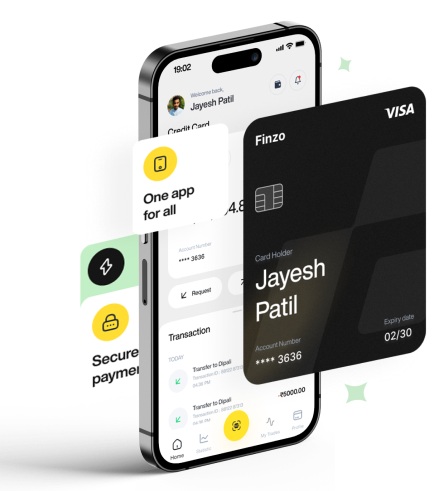 19:02
Welcome back,
Jayesh Patil
Credit Card
VISA
Finzo
One app
for all
4.8
Account Number
**** 3636
Card Holder
Jayesh
Patil
Request
Expiry date
02/30
Account Number
**** 3636
Secure
paymen
Transaction
TODAY
Transfer to Dipali
Transfer to Dipali
-₹5000.00
Home